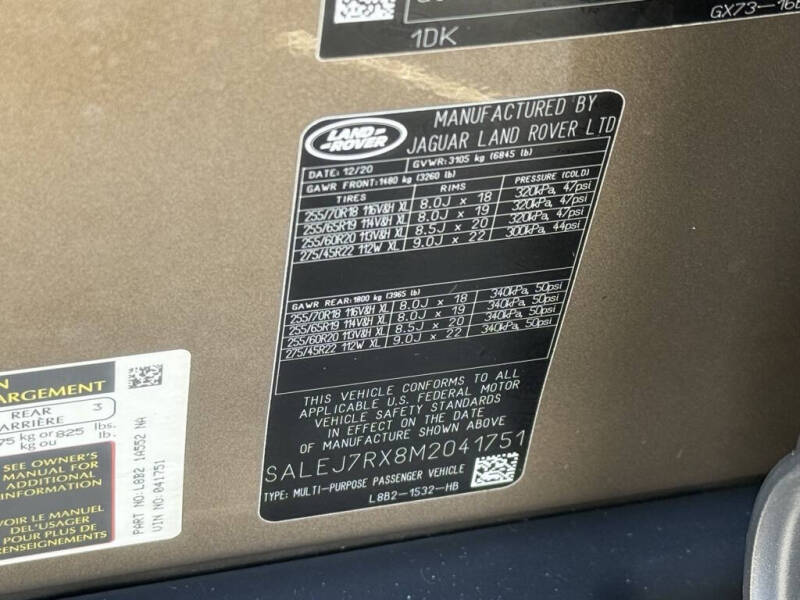 GX73-16
1DK
LAND-
-ROVER
MANUFACTURED BY
JAGUAR LAND ROVER LTD
DATE: 12/20 GVWR: 3105 kg (6845 lb)
GAWR FRONT: 1480 kg (3260 lb)
TIRES RIMS PRESSURE (COLD)
255/70R18 116V&H XL 8.0J x 18 320kPa, 47psi
255/65R19 114V&H XL 8.0J x 19 320kPa, 47psi
255/60R20 113V&H XL 8.5J x 20 320kPa, 47psi
275/45R22 112W XL 9.0J x 22 300kPa, 44psi
GAWR REAR: 1800 kg (3965 lb)
255/70R18 116V&H XL 8.0J x 18 340kPa, 50psi
255/65R19 114V&H XL 8.0J x 19 340kPa, 50psi
255/60R20 113V&H XL 8.5J x 20 340kPa, 50psi
275/45R22 112W XL 9.0J x 22 340kPa, 50psi
THIS VEHICLE CONFORMS TO ALL
APPLICABLE U.S. FEDERAL MOTOR
VEHICLE SAFETY STANDARDS
IN EFFECT ON THE DATE
OF MANUFACTURE SHOWN ABOVE
SALEJ7RX8M2041751
TYPE: MULTI-PURPOSE PASSENGER VEHICLE
L8B2-1532-HB
N
ARGEMENT
REAR 3
ARRIÈRE
75 kg or 825 lbs.
kg ou lb.
SEE OWNER'S
MANUAL FOR
ADDITIONAL
INFORMATION
VOIR LE MANUEL
DEL'USAGER
POUR PLUS DE
RENSEIGNEMENTS
PART NO: L8B2 1A552 NA
VIN NO: 041751